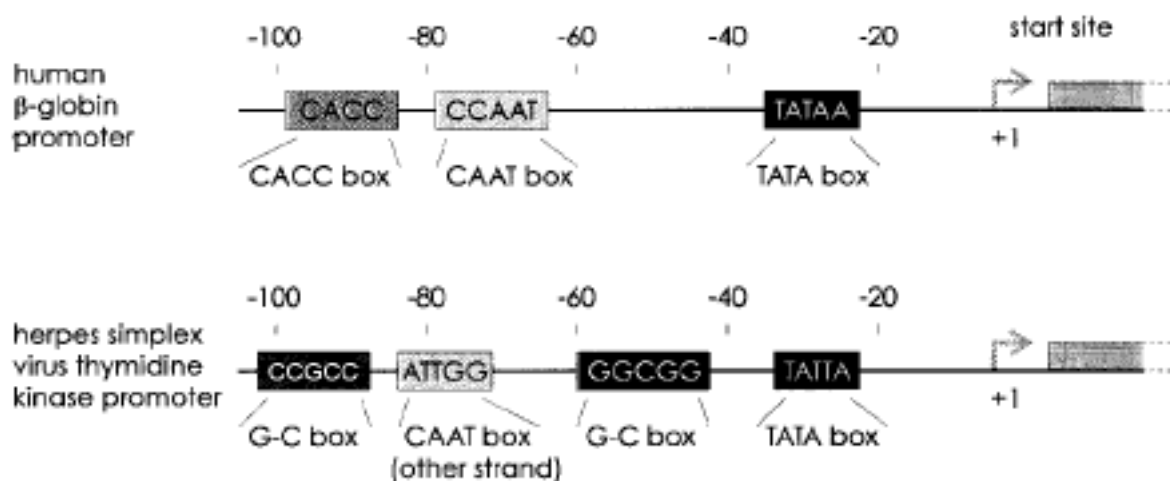 -100 -80 -60 -40 -20 start site
human
β-globin
promoter
CACC CCAAT TATAA
+1
CACC box CAAT box TATA box
-100 -80 -60 -40 -20
herpes simplex
virus thymidine
kinase promoter
CCGCC ATTGG GGCGG TATTA
+1
G-C box CAAT box G-C box TATA box
(other strand)